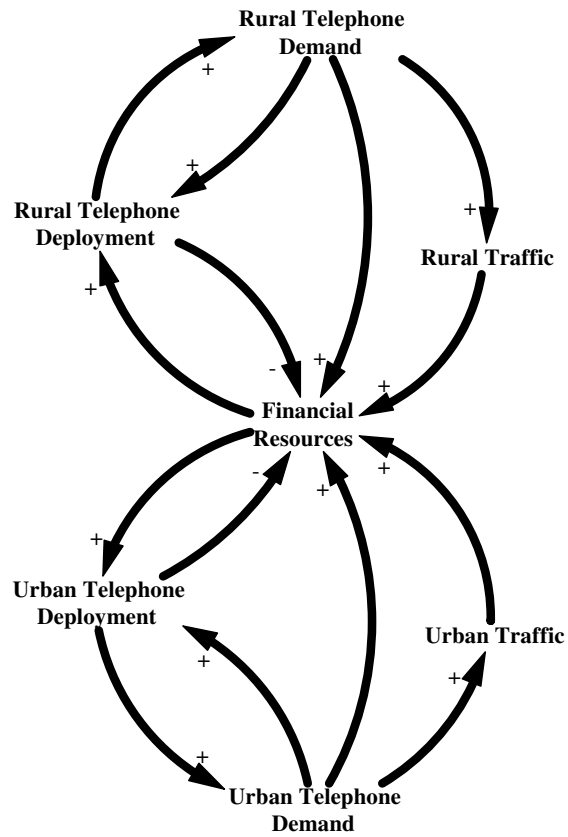 Rural Telephone
Demand
+
+
Rural Telephone
Deployment
+
Rural Traffic
+
-
+
+
Financial
Resources
-
+
+
+
Urban Telephone
Deployment
Urban Traffic
+
+
+
Urban Telephone
Demand